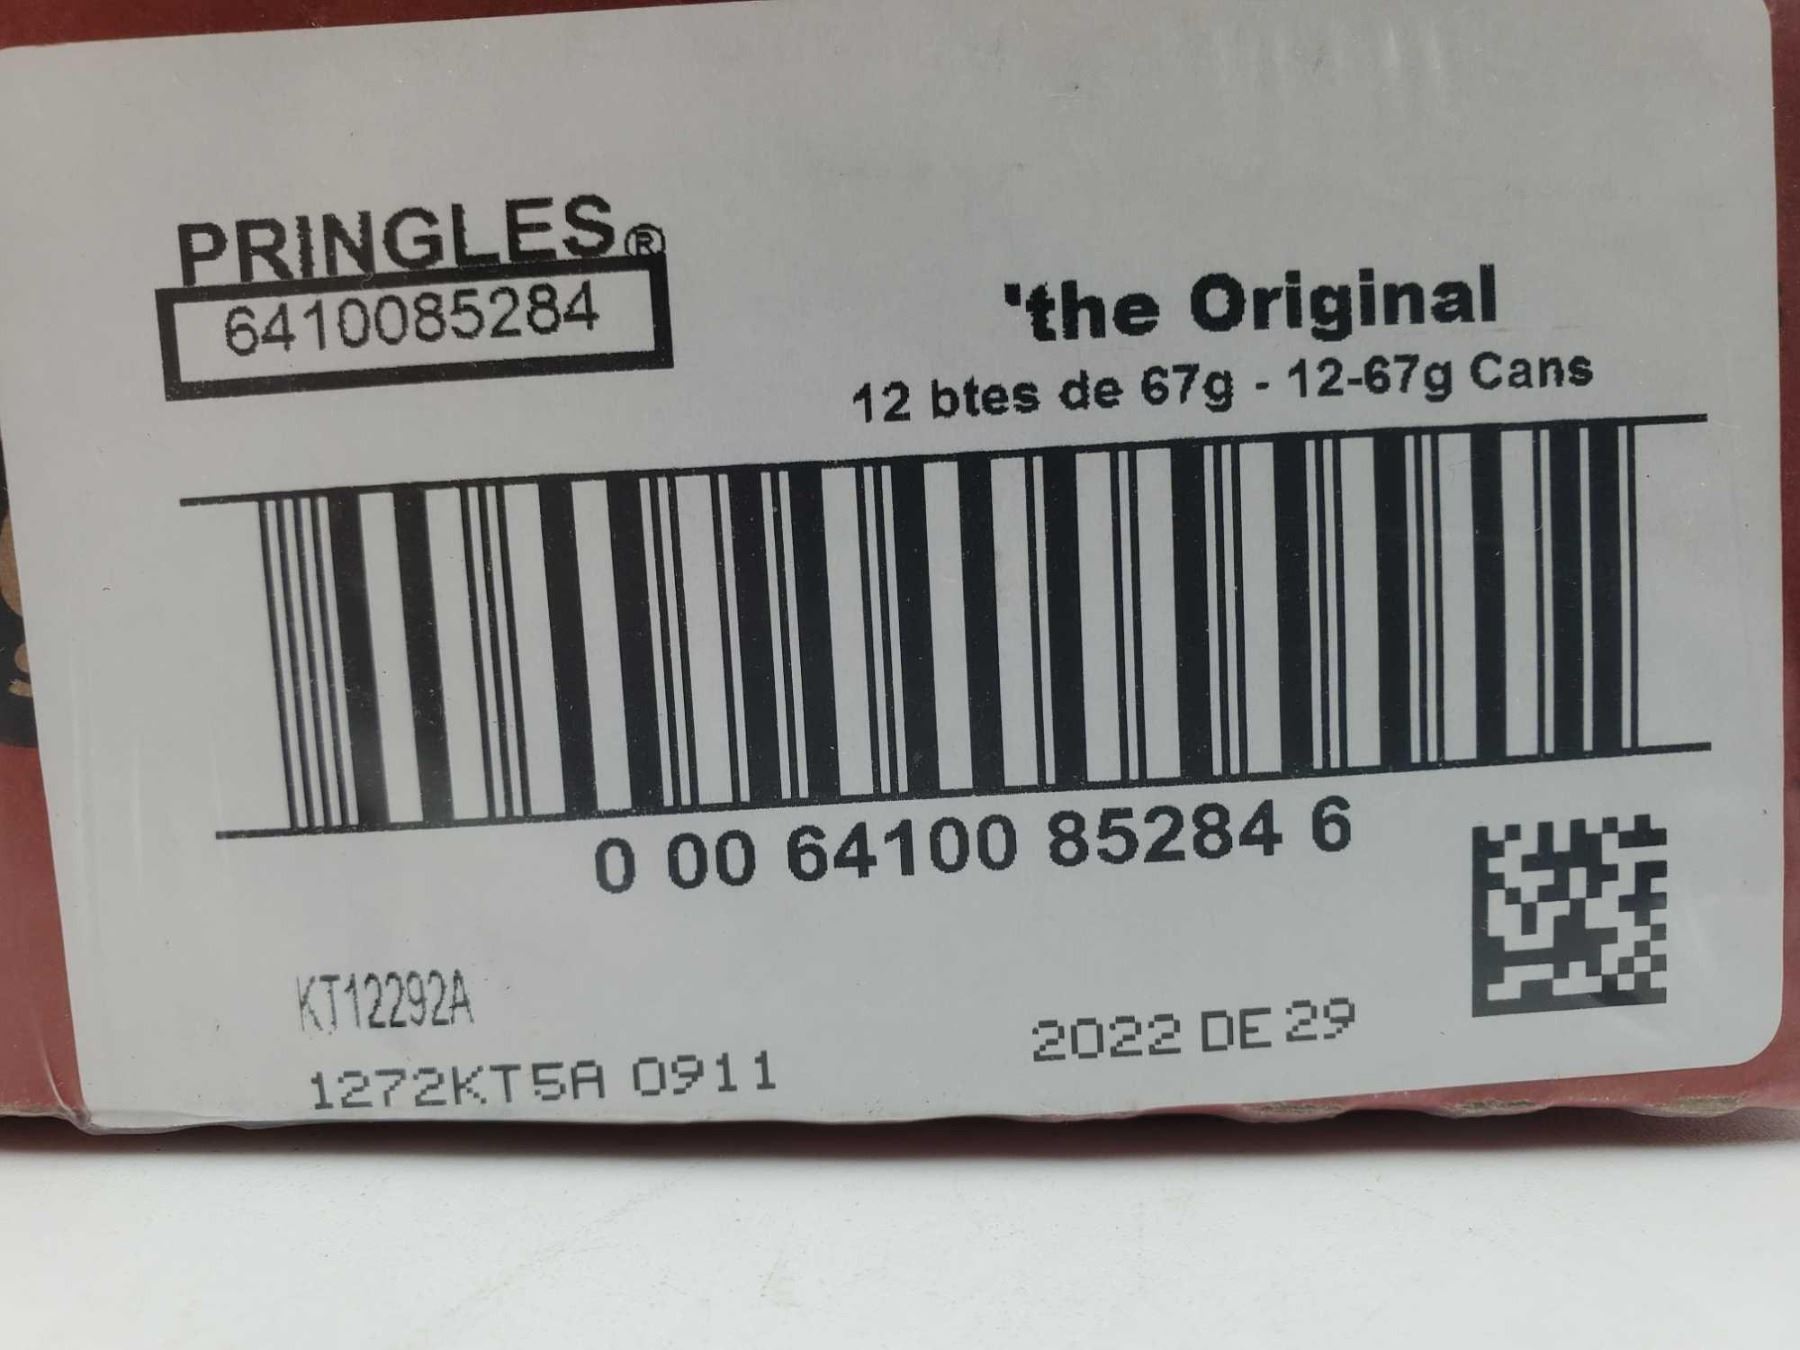 PRINGLES®
6410085284
'the Original
12 btes de 67g - 12-67g Cans
0 00 64100 85284 6
KT12292A
1272KT5A 0911
2022 DE 29